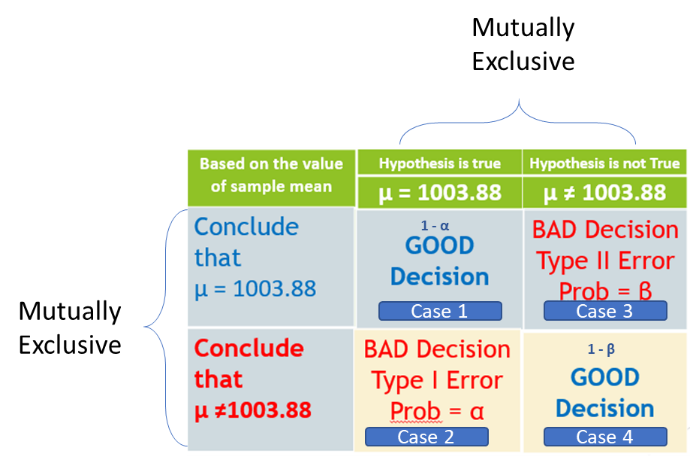 Mutually
Exclusive
Based on the value
of sample mean
Hypothesis is true
Hypothesis is not True
μ = 1003.88
μ ≠ 1003.88
Conclude
that
μ = 1003.88
1 - α
GOOD
Decision
Case 1
BAD Decision
Type II Error
Prob = β
Case 3
Mutually
Exclusive
Conclude
that
μ ≠1003.88
BAD Decision
Type I Error
Prob = α
Case 2
1 - β
GOOD
Decision
Case 4